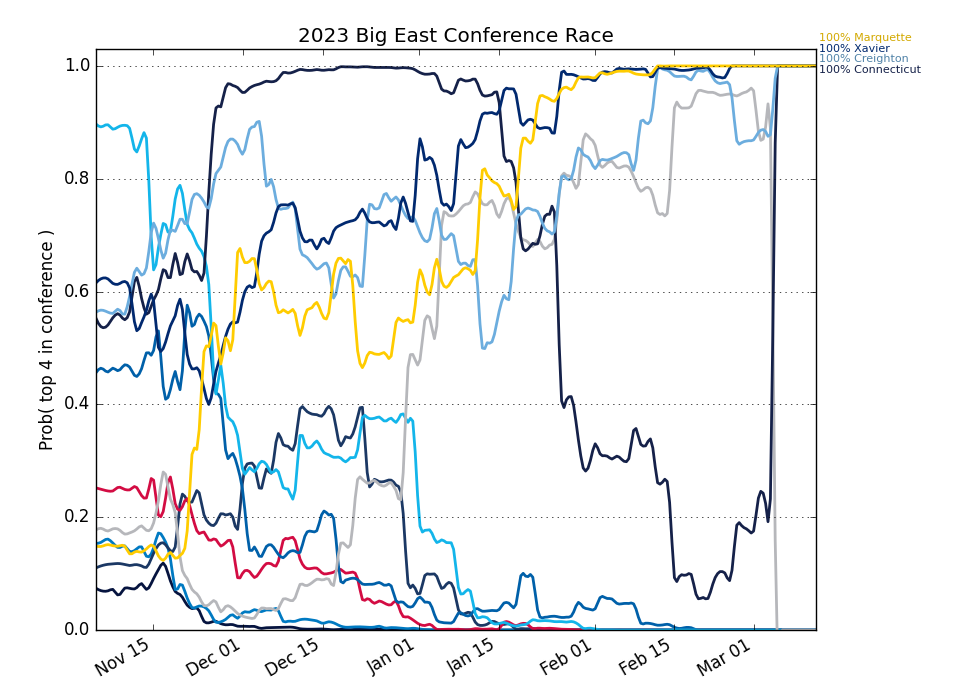 2023 Big East Conference Race
100% Marquette
100% Xavier
100% Creighton
100% Connecticut
Prob( top 4 in conference )
1.0
0.8
0.6
0.4
0.2
0.0
Nov 15
Dec 01
Dec 15
Jan 01
Jan 15
Feb 01
Feb 15
Mar 01